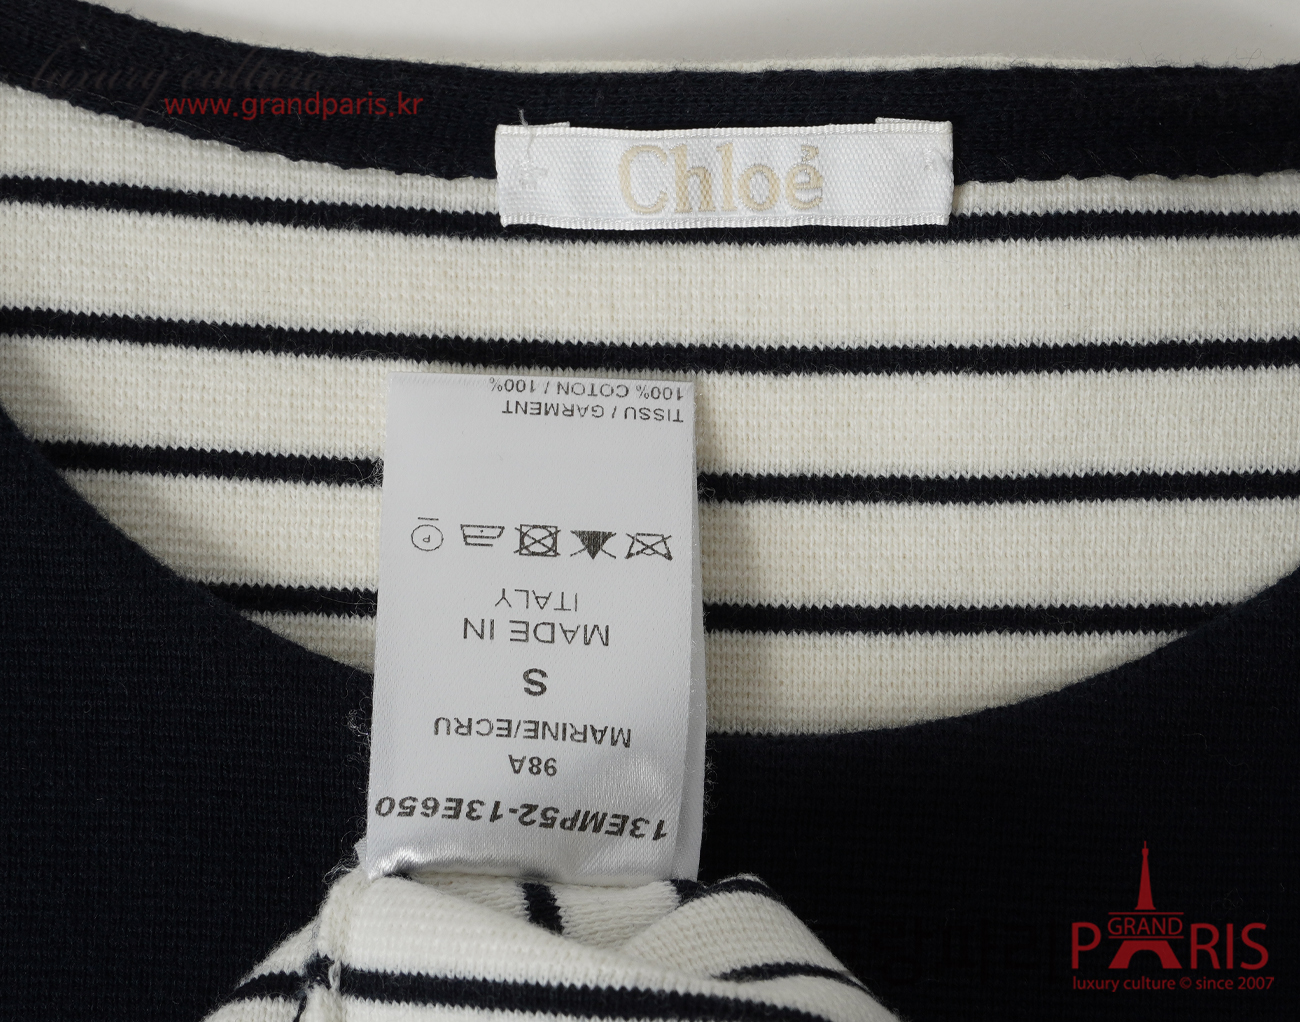 luxury culture
www.grandparis.kr
Chloé
13EMP52-13E650
98A
MARINE/ECRU
S
MADE IN
ITALY
P
TISSU / GARMENT
100% COTON / 100%
GRAND
PARIS
luxury culture © since 2007